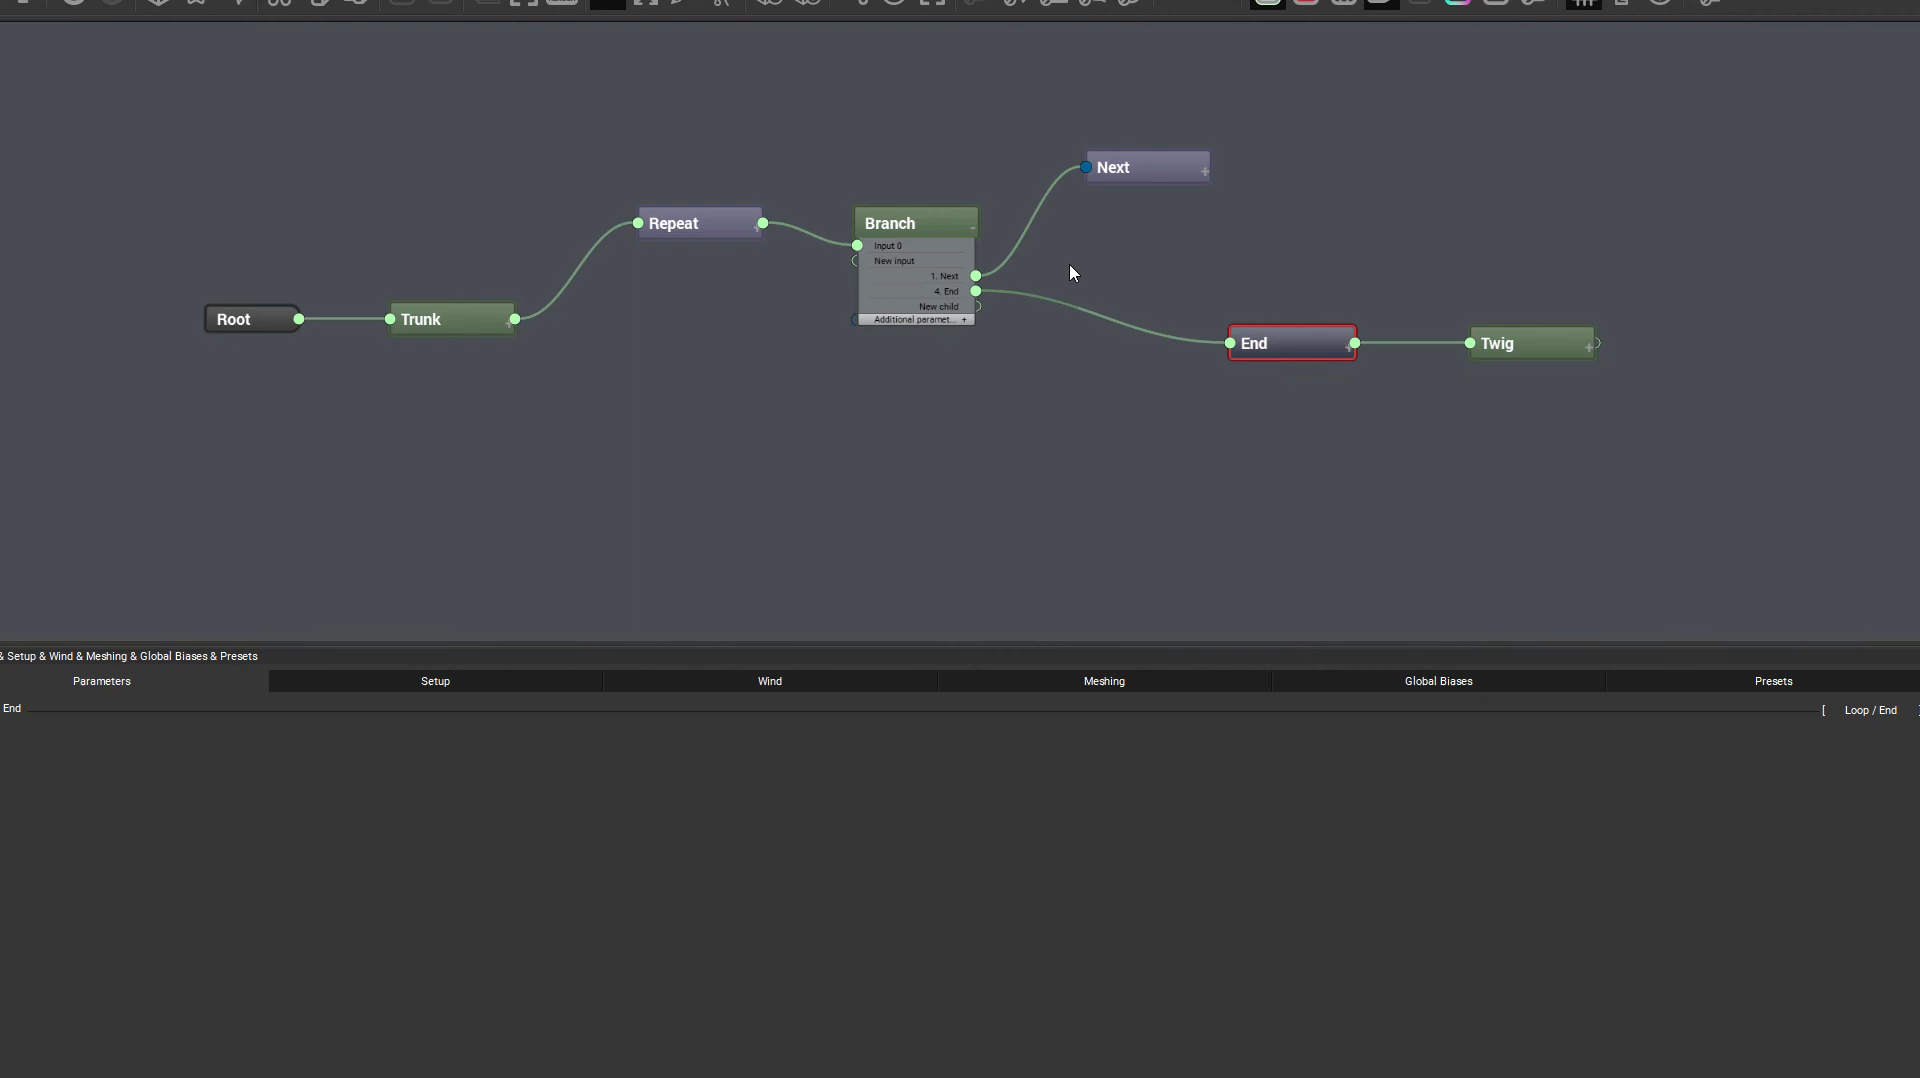 Next
Repeat
Branch
Input 0
New input
1. Next
4. End
New child
Additional paramet... +
Root
Trunk
End
Twig
& Setup & Wind & Meshing & Global Biases & Presets
Parameters
Setup
Wind
Meshing
Global Biases
Presets
End
[ Loop / End ]